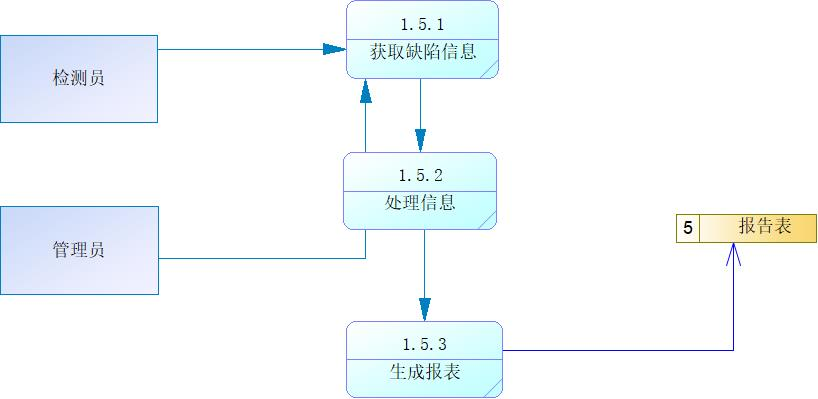 1.5.1
获取缺陷信息
检测员
1.5.2
处理信息
管理员
5
报告表
1.5.3
生成报表